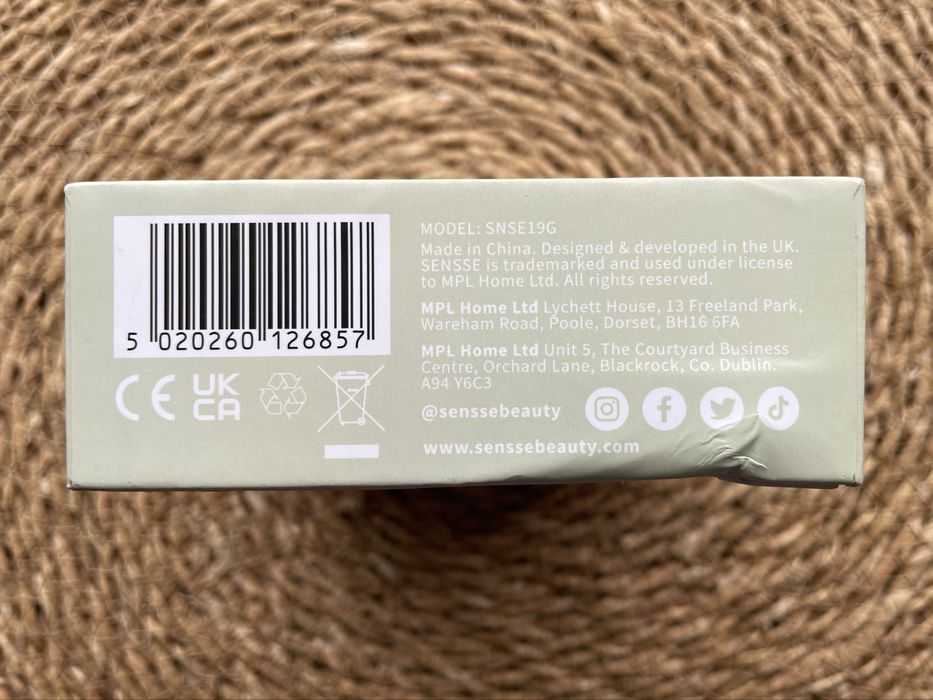 5 020260 126857
CE
UK
CA
MODEL: SNSE19G
Made in China. Designed & developed in the UK.
SENSSE is trademarked and used under license
to MPL Home Ltd. All rights reserved.
MPL Home Ltd Lychett House, 13 Freeland Park,
Wareham Road, Poole, Dorset, BH16 6FA
MPL Home Ltd Unit 5, The Courtyard Business
Centre, Orchard Lane, Blackrock, Co. Dublin.
A94 Y6C3
@senssebeauty
www.senssebeauty.com